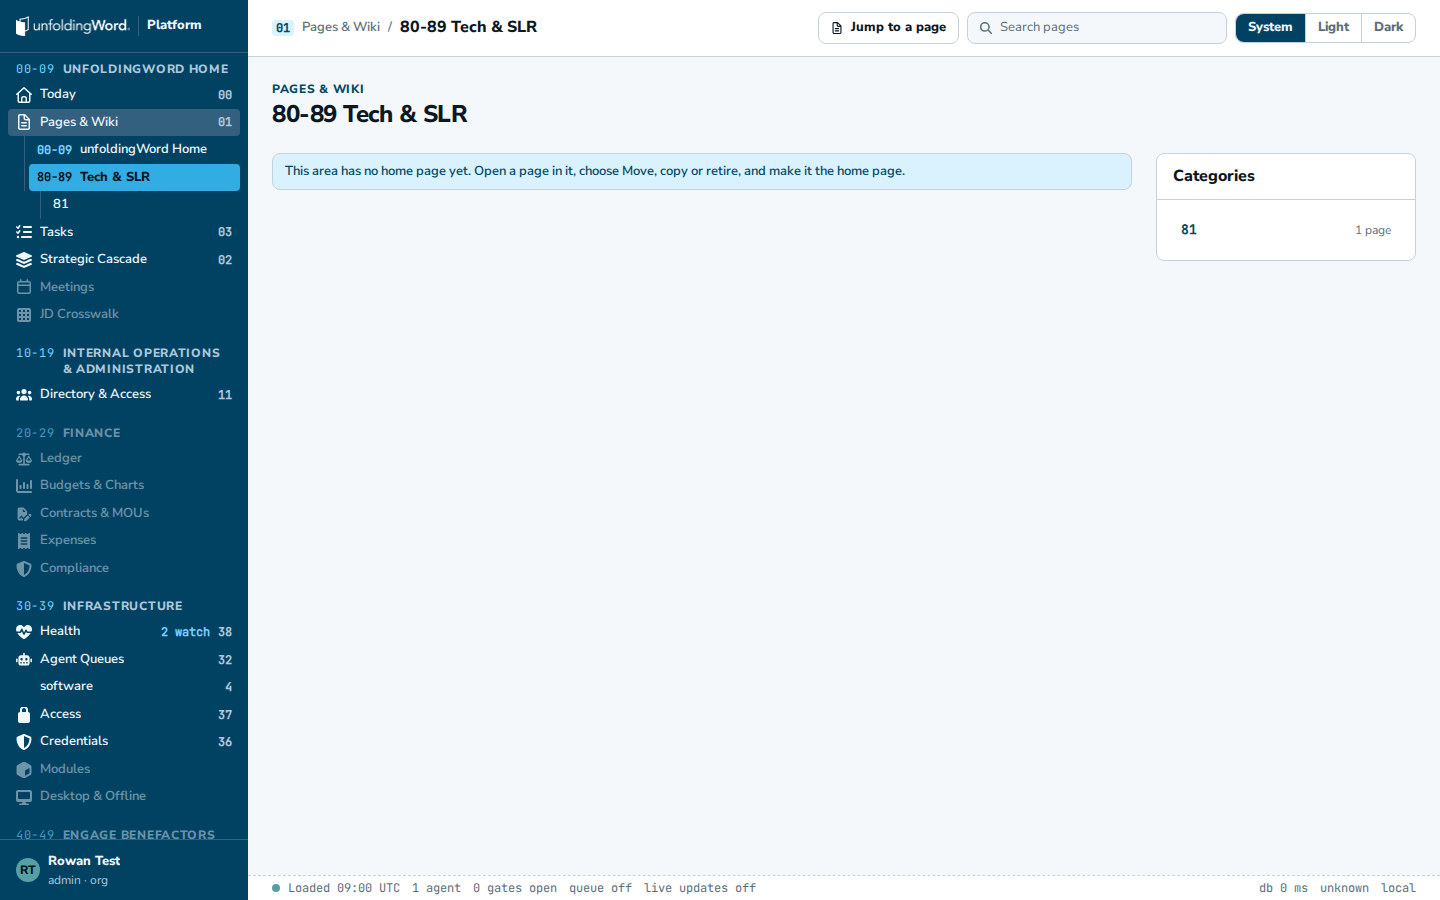 unfoldingWord. Platform
00-09 UNFOLDINGWORD HOME
Today 00
Pages & Wiki 01
00-09 unfoldingWord Home
80-89 Tech & SLR
81
Tasks 03
Strategic Cascade 02
Meetings
JD Crosswalk
10-19 INTERNAL OPERATIONS
& ADMINISTRATION
Directory & Access 11
20-29 FINANCE
Ledger
Budgets & Charts
Contracts & MOUs
Expenses
Compliance
30-39 INFRASTRUCTURE
Health 2 watch 38
Agent Queues 32
software 4
Access 37
Credentials 36
Modules
Desktop & Offline
40-49 ENGAGE BENEFACTORS
RT Rowan Test
admin · org
01 Pages & Wiki / 80-89 Tech & SLR
Jump to a page
Search pages
System Light Dark
PAGES & WIKI
80-89 Tech & SLR
This area has no home page yet. Open a page in it, choose Move, copy or retire, and make it the home page.
Categories
81 1 page
Loaded 09:00 UTC 1 agent 0 gates open queue off live updates off
db 0 ms unknown local